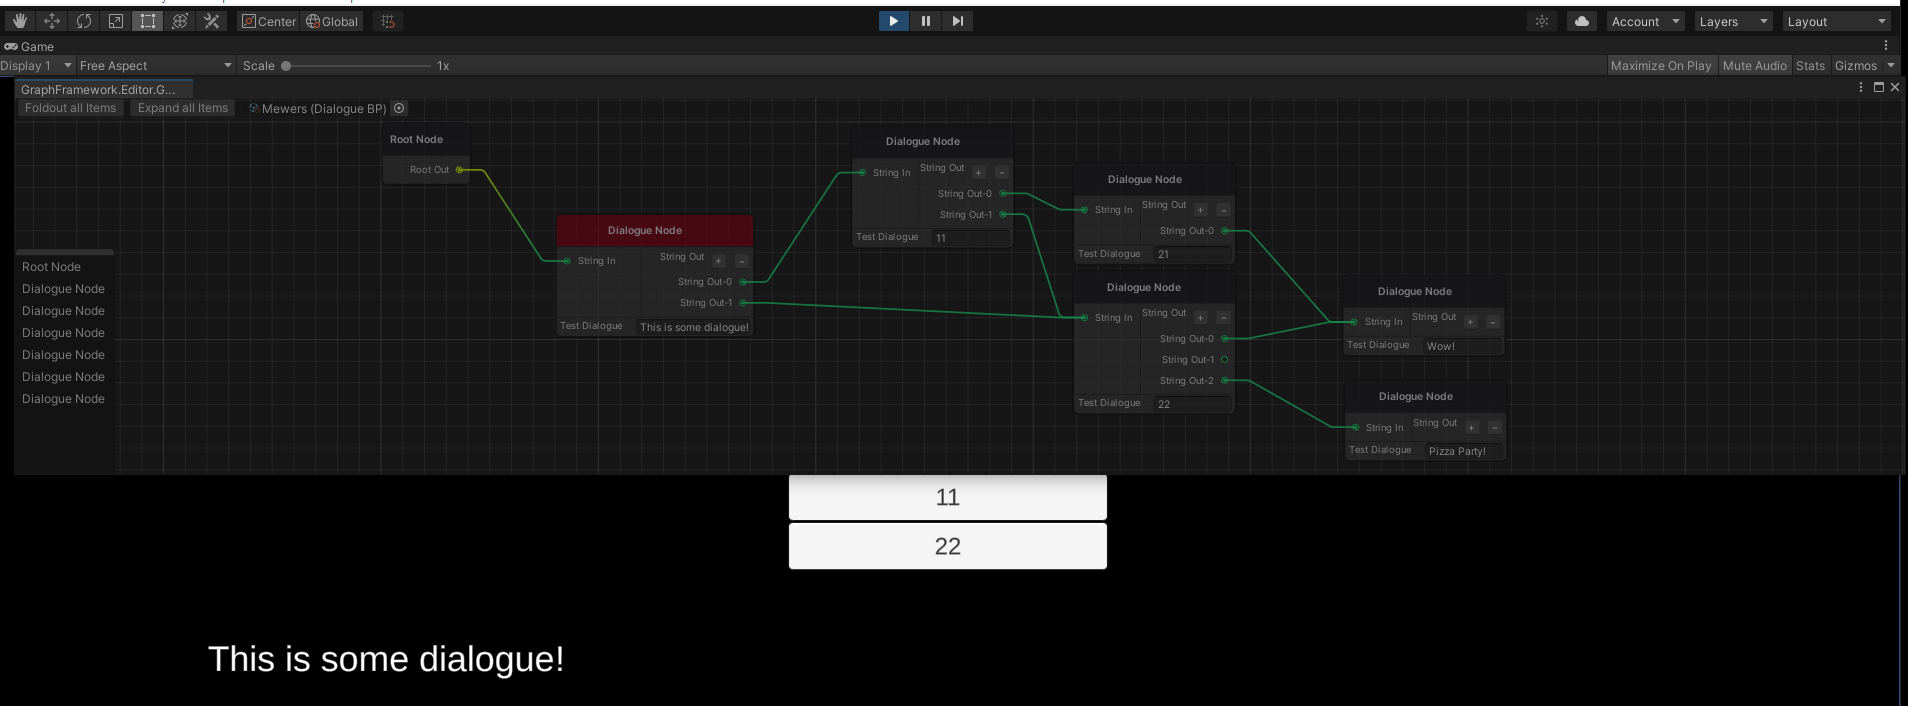 Center Global Account Layers Layout
Game
Display 1 Free Aspect Scale 1x Maximize On Play Mute Audio Stats Gizmos
GraphFramework.Editor.G...
Foldout all Items Expand all Items Mewers (Dialogue BP)
Root Node
Root Out
Dialogue Node
String In String Out + -
String Out-0
String Out-1
Test Dialogue This is some dialogue!
Dialogue Node
String In String Out + -
String Out-0
String Out-1
Test Dialogue 11
Dialogue Node
String In String Out + -
String Out-0
Test Dialogue 21
Dialogue Node
String In String Out + -
String Out-0
String Out-1
String Out-2
Test Dialogue 22
Dialogue Node
String In String Out + -
Test Dialogue Wow!
Dialogue Node
String In String Out + -
Test Dialogue Pizza Party!
Root Node
Dialogue Node
Dialogue Node
Dialogue Node
Dialogue Node
Dialogue Node
Dialogue Node
11
22
This is some dialogue!